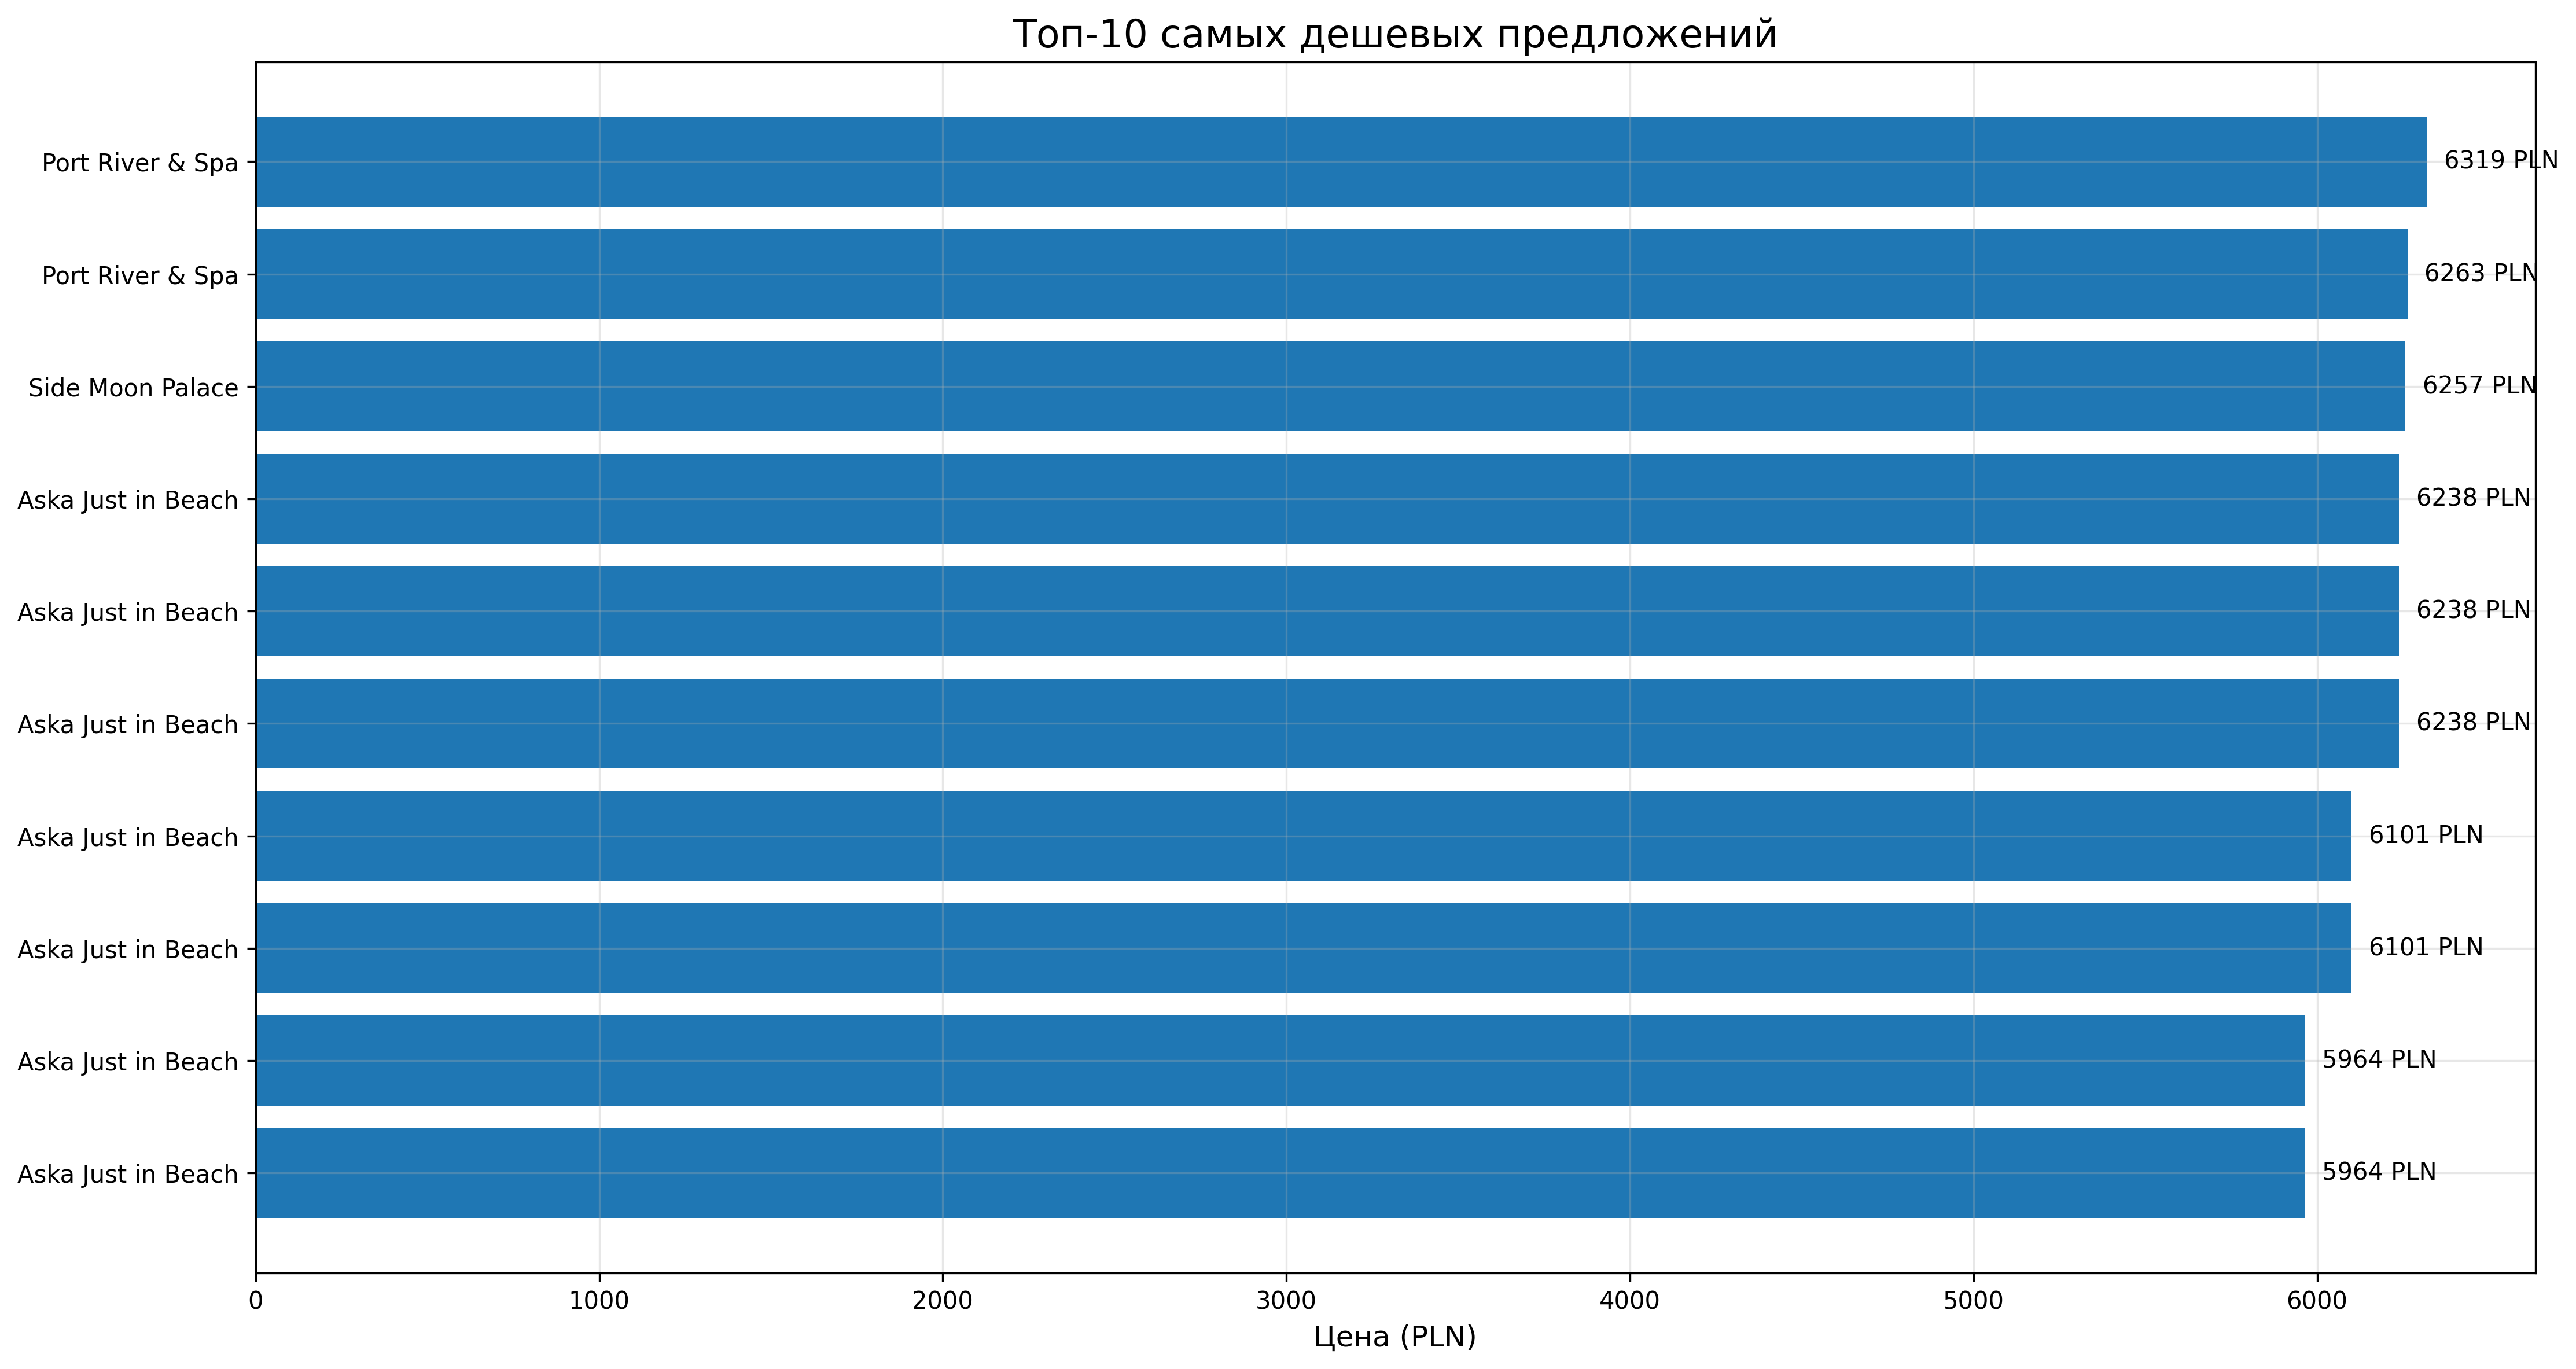 Топ-10 самых дешевых предложений
Port River & Spa
6319 PLN
Port River & Spa
6263 PLN
Side Moon Palace
6257 PLN
Aska Just in Beach
6238 PLN
Aska Just in Beach
6238 PLN
Aska Just in Beach
6238 PLN
Aska Just in Beach
6101 PLN
Aska Just in Beach
6101 PLN
Aska Just in Beach
5964 PLN
Aska Just in Beach
5964 PLN
0 1000 2000 3000 4000 5000 6000
Цена (PLN)